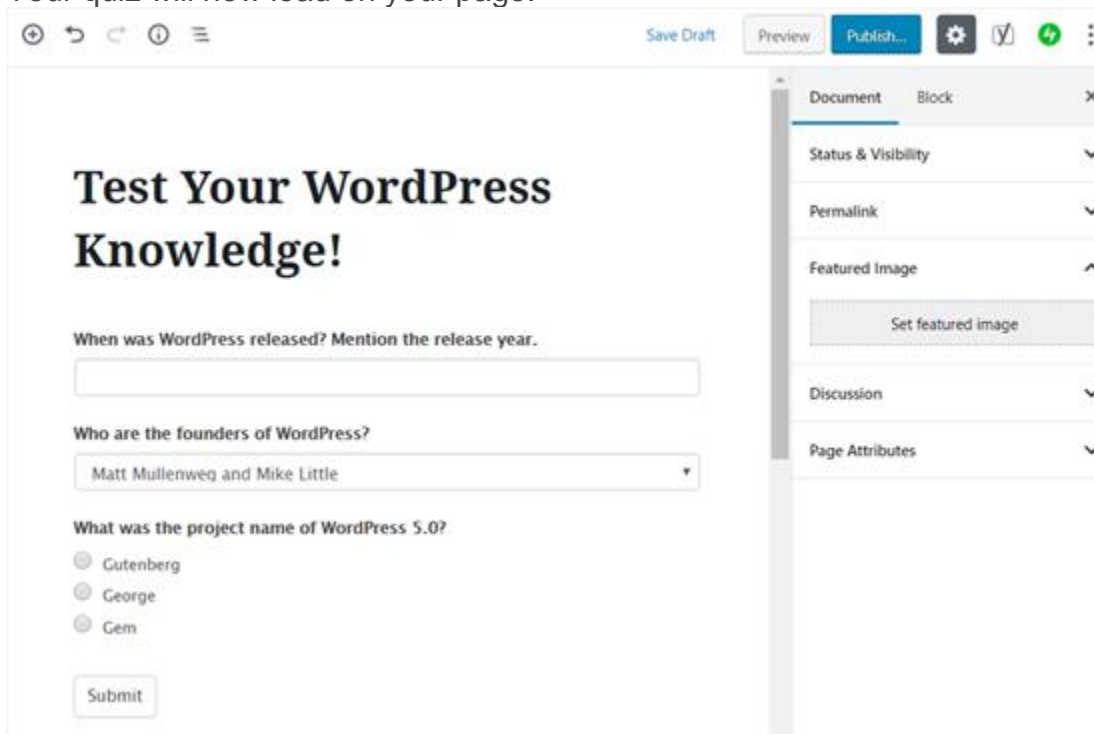 Your quiz will now load on your page.
Save Draft Preview Publish...
Document Block
Status & Visibility
Test Your WordPress
Knowledge!
Permalink
Featured Image
Set featured image
When was WordPress released? Mention the release year.
Discussion
Who are the founders of WordPress?
Page Attributes
Matt Mullenweg and Mike Little
What was the project name of WordPress 5.0?
Gutenberg
George
Gem
Submit